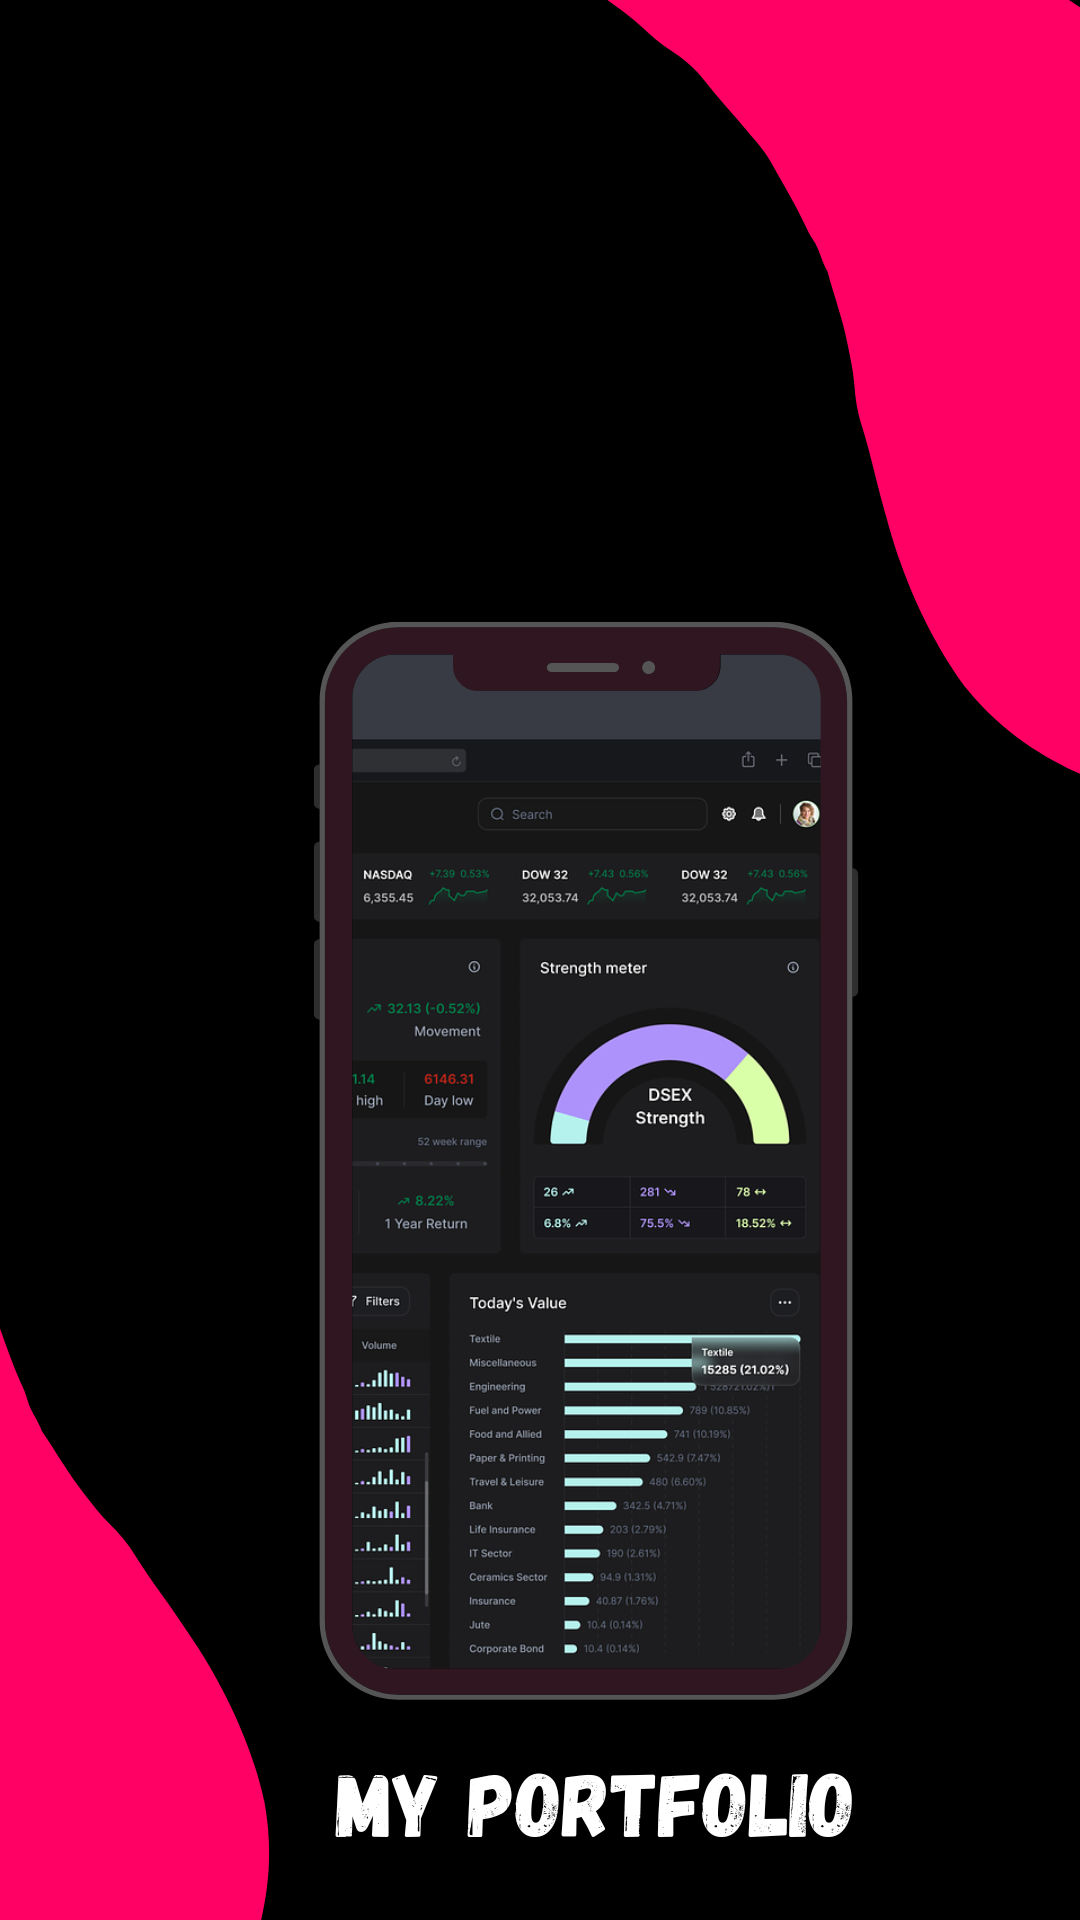 Search
NASDAQ +7.39 0.53%
6,355.45
DOW 32 +7.43 0.56%
32,053.74
DOW 32 +7.43 0.56%
32,053.74
32.13 (-0.52%)
Movement
1.14 6146.31
high Day low
52 week range
8.22%
1 Year Return
Strength meter
DSEX
Strength
26 281 78
6.8% 75.5% 18.52%
Filters
Volume
Today's Value
Textile
Textile
15285 (21.02%)
Miscellaneous
Engineering
Fuel and Power 789 (10.85%)
Food and Allied 741 (10.19%)
Paper & Printing 542.9 (7.47%)
Travel & Leisure 480 (6.60%)
Bank 342.5 (4.71%)
Life Insurance 203 (2.79%)
IT Sector 190 (2.61%)
Ceramics Sector 94.9 (1.31%)
Insurance 40.87 (1.76%)
Jute 10.4 (0.14%)
Corporate Bond 10.4 (0.14%)
MY PORTFOLIO